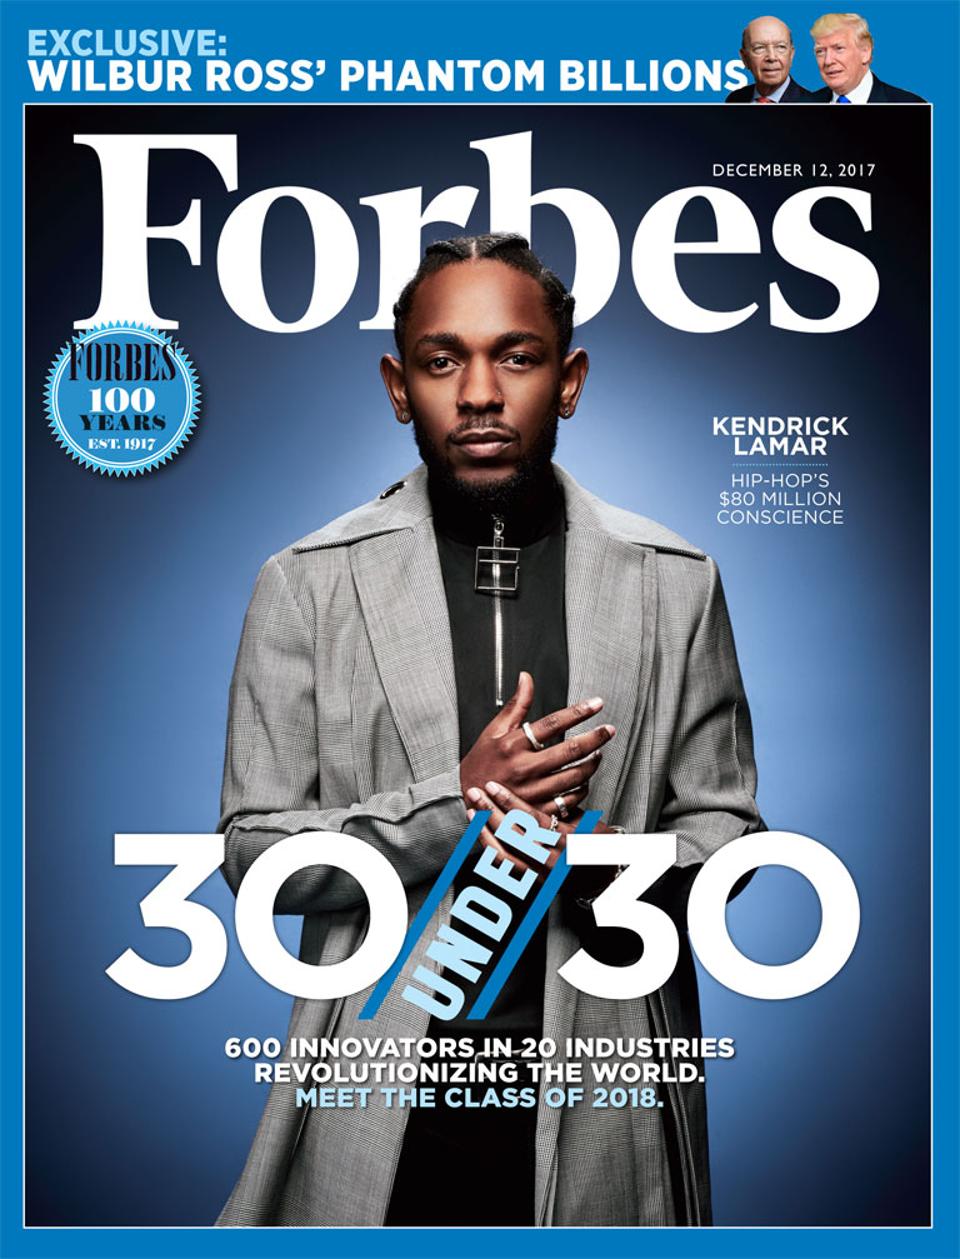 EXCLUSIVE:
WILBUR ROSS’ PHANTOM BILLIONS
Forbes
DECEMBER 12, 2017
FORBES
100
YEARS
EST. 1917
KENDRICK
LAMAR
HIP-HOP’S
$80 MILLION
CONSCIENCE
30 UNDER 30
600 INNOVATORS IN 20 INDUSTRIES
REVOLUTIONIZING THE WORLD.
MEET THE CLASS OF 2018.